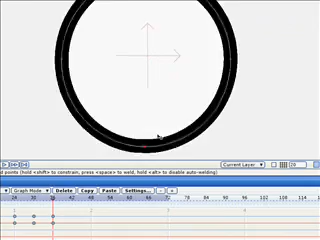 Current Layer
20
d points (hold <shift> to constrain, press <space> to weld, hold <alt> to disable auto-welding)
Graph Mode Delete Copy Paste Settings... - +
24 30 36 42 48 54 60 66 72 78 84 90 96 102 108 114